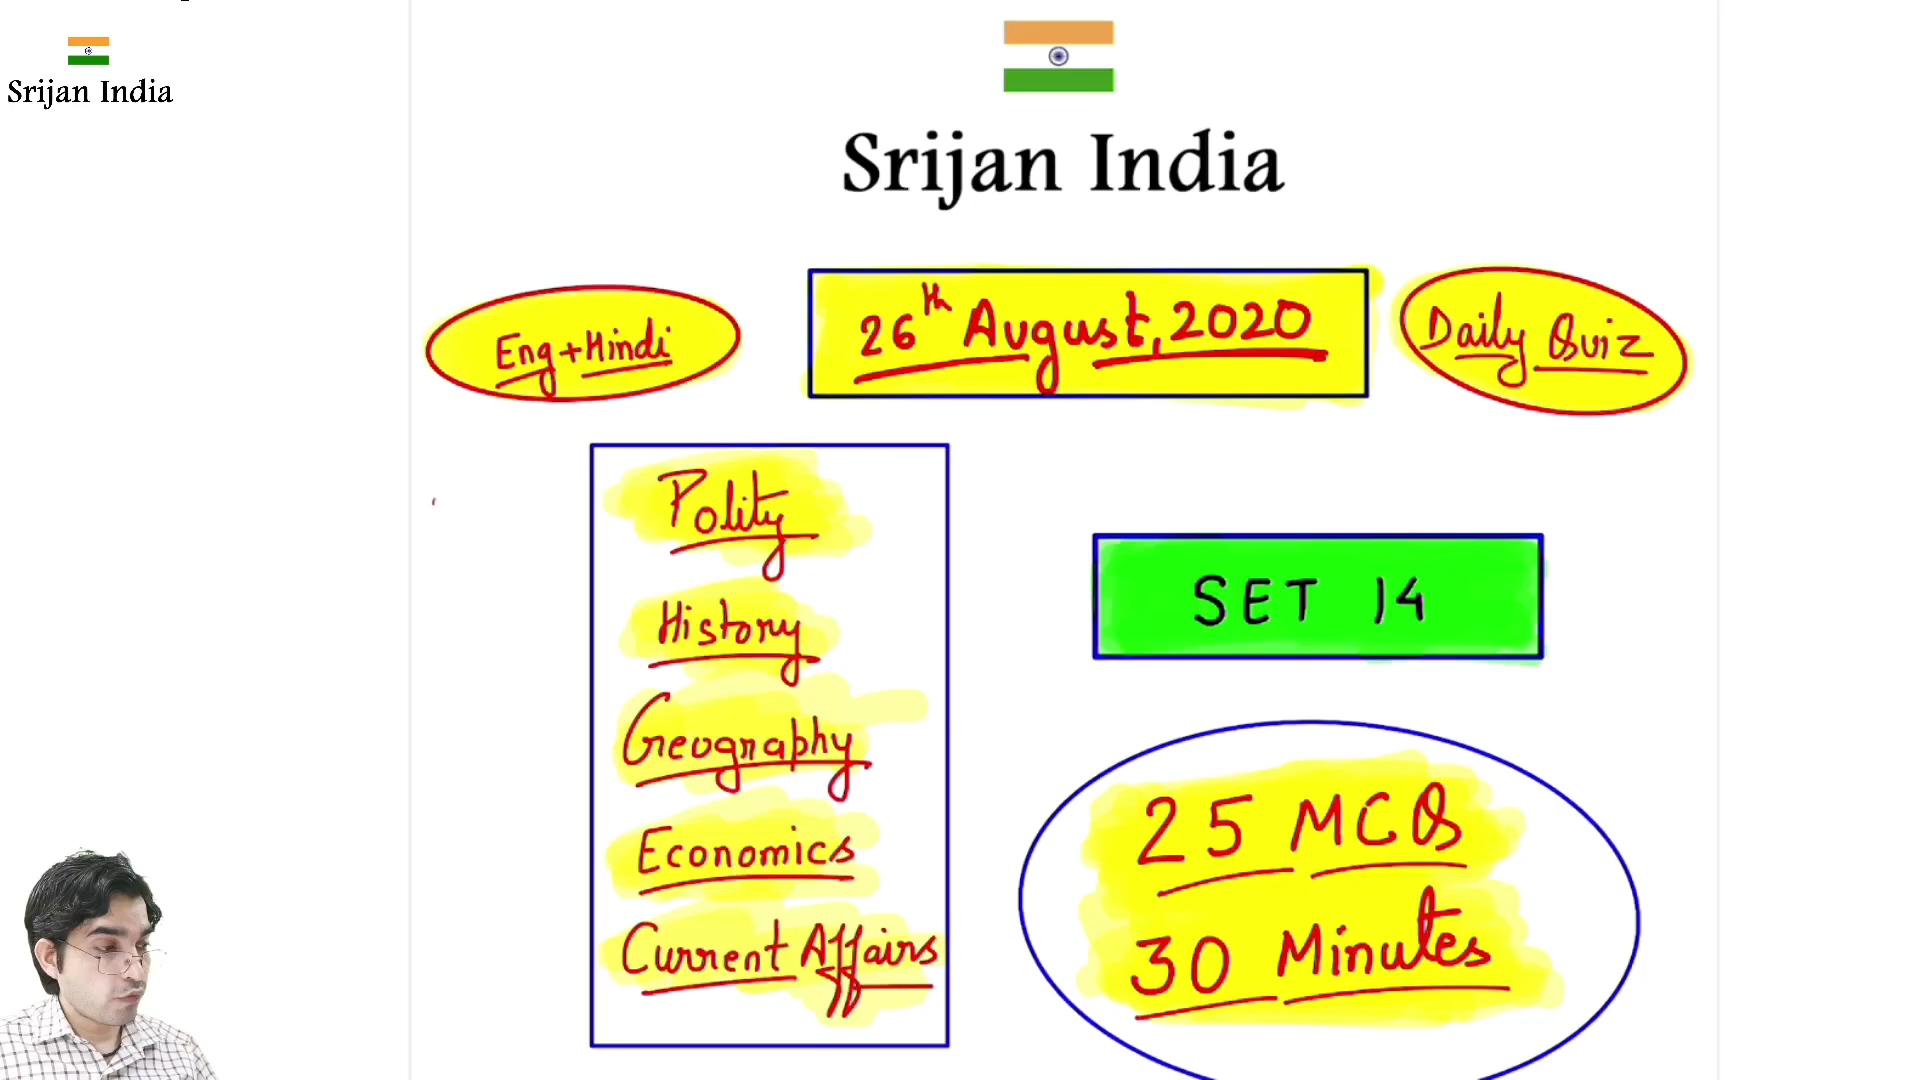 Srijan India
Srijan India
Eng+Hindi
26th August, 2020
Daily Quiz
Polity
History
Geography
Economics
Current Affairs
SET 14
25 MCQs
30 Minutes